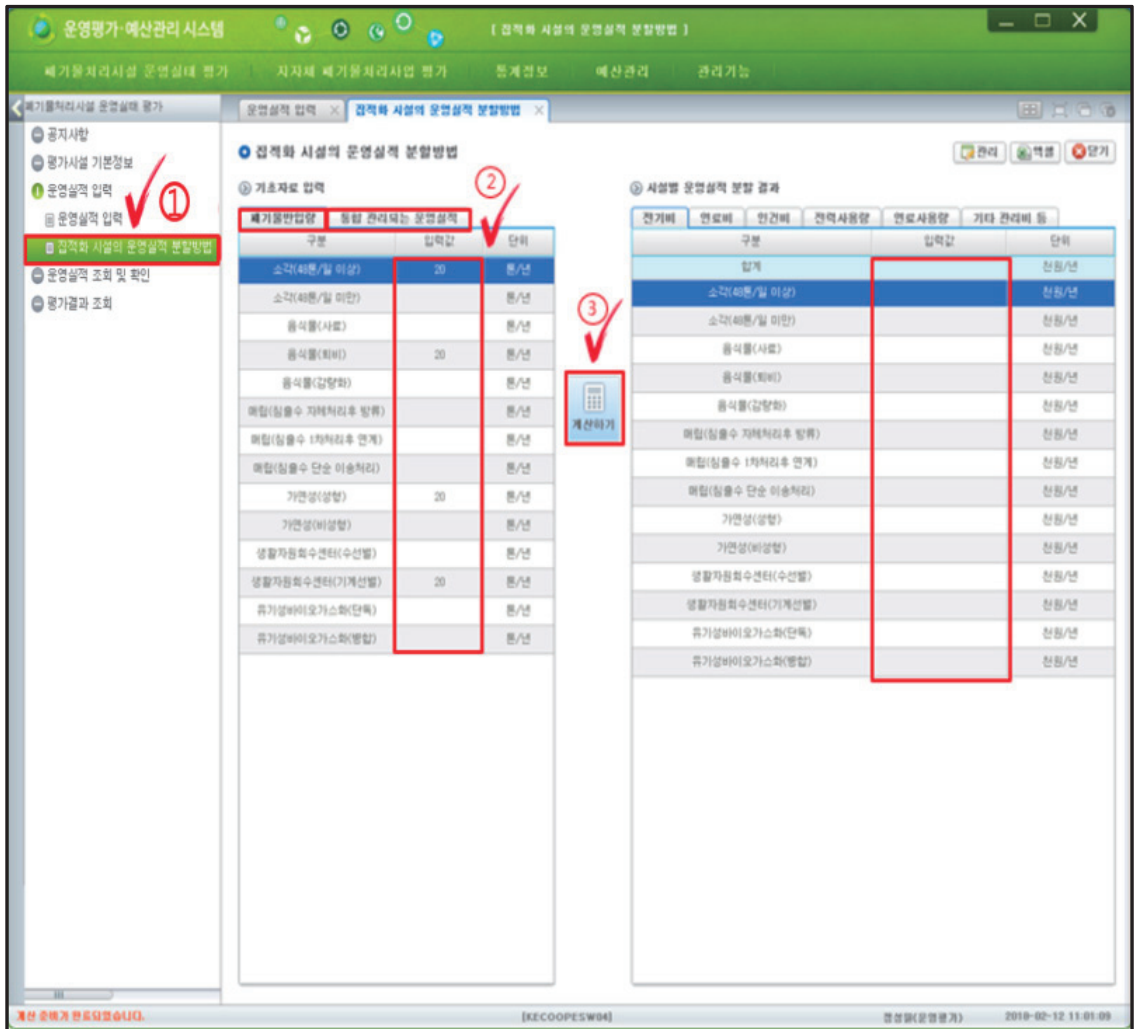 운영평가·예산관리 시스템
[ 집적화 시설의 운영실적 분할방법 ]
폐기물처리시설 운영실태 평가 지자체 폐기물처리사업 평가 통계정보 예산관리 관리기능
폐기물처리시설 운영실태 평가
공지사항
평가시설 기본정보
운영실적 입력
운영실적 입력
집적화 시설의 운영실적 분할방법
운영실적 조회 및 확인
평가결과 조회
①
운영실적 입력 집적화 시설의 운영실적 분할방법
집적화 시설의 운영실적 분할방법
관리 엑셀 닫기
기초자료 입력
②
폐기물반입량 통합 관리되는 운영실적
구분 입력값 단위
소각(48톤/일 이상) 20 톤/년
소각(48톤/일 미만) 톤/년
음식물(사료) 톤/년
음식물(퇴비) 20 톤/년
음식물(감량화) 톤/년
매립(침출수 자체처리후 방류) 톤/년
매립(침출수 1차처리후 연계) 톤/년
매립(침출수 단순 이송처리) 톤/년
가연성(성형) 20 톤/년
가연성(비성형) 톤/년
생활자원회수센터(수선별) 톤/년
생활자원회수센터(기계선별) 20 톤/년
유기성바이오가스화(단독) 톤/년
유기성바이오가스화(병합) 톤/년
③
계산하기
시설별 운영실적 분할 결과
전기비 연료비 인건비 전력사용량 연료사용량 기타 관리비 등
구분 입력값 단위
합계 천원/년
소각(48톤/일 이상) 천원/년
소각(48톤/일 미만) 천원/년
음식물(사료) 천원/년
음식물(퇴비) 천원/년
음식물(감량화) 천원/년
매립(침출수 자체처리후 방류) 천원/년
매립(침출수 1차처리후 연계) 천원/년
매립(침출수 단순 이송처리) 천원/년
가연성(성형) 천원/년
가연성(비성형) 천원/년
생활자원회수센터(수선별) 천원/년
생활자원회수센터(기계선별) 천원/년
유기성바이오가스화(단독) 천원/년
유기성바이오가스화(병합) 천원/년
계산 준비가 완료되었습니다.
[KECOOPESW04]
2018-02-12 11:01:09